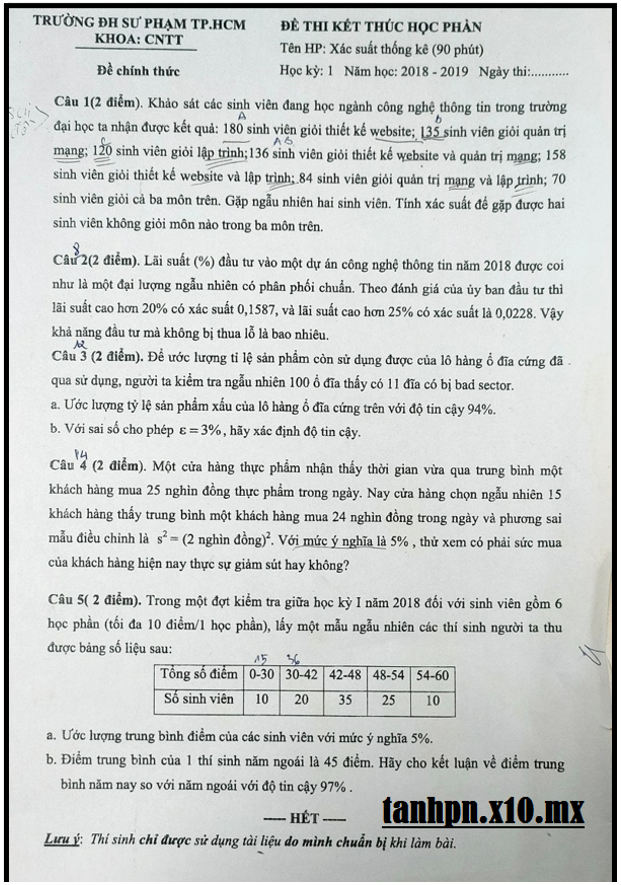 TRƯỜNG ĐH SƯ PHẠM TP.HCM
KHOA: CNTT
Đề chính thức
ĐỀ THI KẾT THÚC HỌC PHẦN
Tên HP: Xác suất thống kê (90 phút)
Học kỳ: 1 Năm học: 2018 - 2019 Ngày thi:...........
Câu 1(2 điểm). Khảo sát các sinh viên đang học ngành công nghệ thông tin trong trường
đại học ta nhận được kết quả: 180 sinh viên giỏi thiết kế website; 135 sinh viên giỏi quản trị
mạng; 120 sinh viên giỏi lập trình;136 sinh viên giỏi thiết kế website và quản trị mạng; 158
sinh viên giỏi thiết kế website và lập trình; 84 sinh viên giỏi quản trị mạng và lập trình; 70
sinh viên giỏi cả ba môn trên. Gặp ngẫu nhiên hai sinh viên. Tính xác suất để gặp được hai
sinh viên không giỏi môn nào trong ba môn trên.
8
Câu 2(2 điểm). Lãi suất (%) đầu tư vào một dự án công nghệ thông tin năm 2018 được coi
như là một đại lượng ngẫu nhiên có phân phối chuẩn. Theo đánh giá của ủy ban đầu tư thì
lãi suất cao hơn 20% có xác suất 0,1587, và lãi suất cao hơn 25% có xác suất là 0,0228. Vậy
khả năng đầu tư mà không bị thua lỗ là bao nhiêu.
12
Câu 3 (2 điểm). Để ước lượng tỉ lệ sản phẩm còn sử dụng được của lô hàng ổ đĩa cứng đã
qua sử dụng, người ta kiểm tra ngẫu nhiên 100 ổ đĩa thấy có 11 đĩa có bị bad sector.
a. Ước lượng tỷ lệ sản phẩm xấu của lô hàng ổ đĩa cứng trên với độ tin cậy 94%.
b. Với sai số cho phép ε = 3%, hãy xác định độ tin cậy.
14
Câu 4 (2 điểm). Một cửa hàng thực phẩm nhận thấy thời gian vừa qua trung bình một
khách hàng mua 25 nghìn đồng thực phẩm trong ngày. Nay cửa hàng chọn ngẫu nhiên 15
khách hàng thấy trung bình một khách hàng mua 24 nghìn đồng trong ngày và phương sai
mẫu điều chỉnh là s² = (2 nghìn đồng)². Với mức ý nghĩa là 5% , thử xem có phải sức mua
của khách hàng hiện nay thực sự giảm sút hay không?
Câu 5( 2 điểm). Trong một đợt kiểm tra giữa học kỳ I năm 2018 đối với sinh viên gồm 6
học phần (tối đa 10 điểm/1 học phần), lấy một mẫu ngẫu nhiên các thí sinh người ta thu
được bảng số liệu sau:
15 36
Tổng số điểm 0-30 30-42 42-48 48-54 54-60
Số sinh viên 10 20 35 25 10
a. Ước lượng trung bình điểm của các sinh viên với mức ý nghĩa 5%.
b. Điểm trung bình của 1 thí sinh năm ngoái là 45 điểm. Hãy cho kết luận về điểm trung
bình năm nay so với năm ngoái với độ tin cậy 97% .
----- HẾT -----
tanhpn.x10.mx
Lưu ý: Thí sinh chỉ được sử dụng tài liệu do mình chuẩn bị khi làm bài.